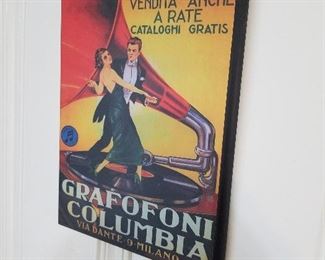 VENDITA ANCHE
A RATE
CATALOGHI GRATIS
GRAFOFONI
COLUMBIA
VIA DANTE·9·MILANO